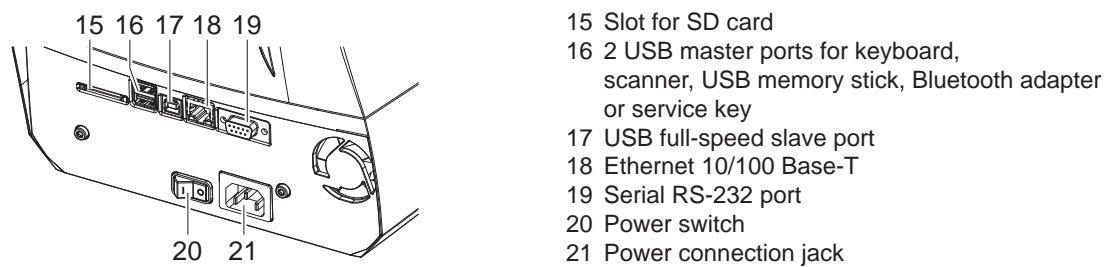 15 16 17 18 19
20 21
15 Slot for SD card
16 2 USB master ports for keyboard,
scanner, USB memory stick, Bluetooth adapter
or service key
17 USB full-speed slave port
18 Ethernet 10/100 Base-T
19 Serial RS-232 port
20 Power switch
21 Power connection jack